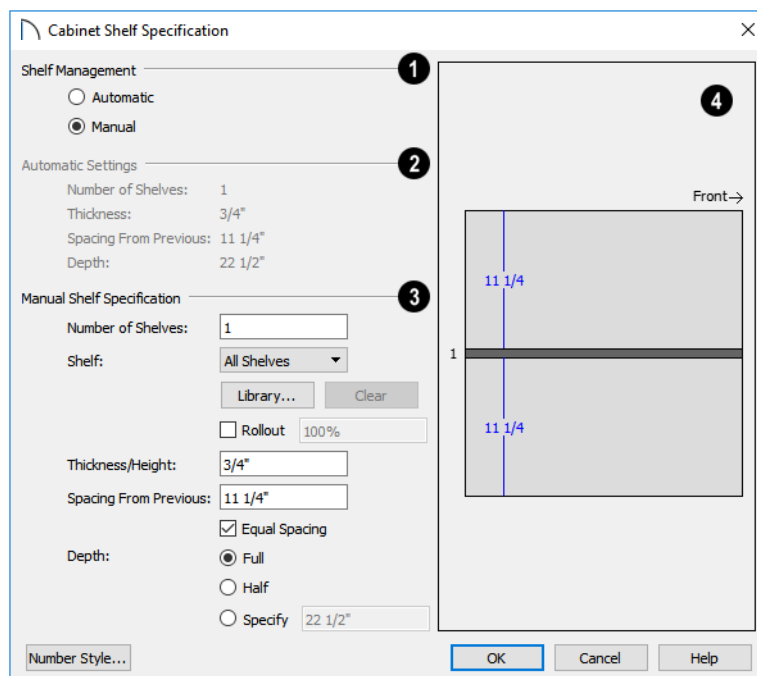 Cabinet Shelf Specification
Shelf Management
1
Automatic
Manual
Automatic Settings
2
Number of Shelves: 1
Thickness: 3/4"
Spacing From Previous: 11 1/4"
Depth: 22 1/2"
Manual Shelf Specification
3
Number of Shelves: 1
Shelf: All Shelves
Library... Clear
Rollout 100%
Thickness/Height: 3/4"
Spacing From Previous: 11 1/4"
Equal Spacing
Depth: Full
Half
Specify 22 1/2"
4
Front→
11 1/4
1
11 1/4
Number Style... OK Cancel Help